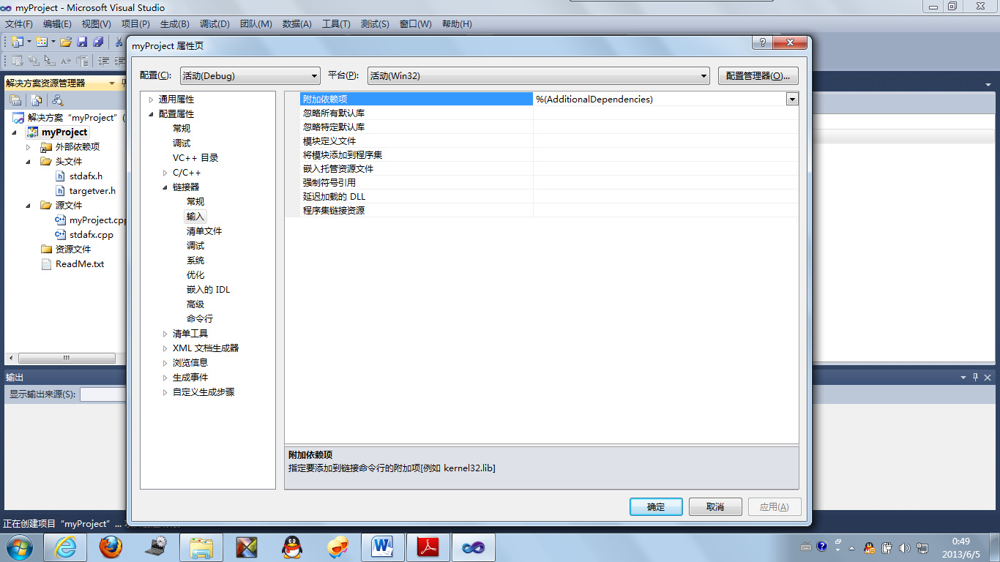 myProject - Microsoft Visual Studio
文件(F) 编辑(E) 视图(V) 项目(P) 生成(B) 调试(D) 团队(M) 数据(A) 工具(T) 测试(S) 窗口(W) 帮助(H)
myProject 属性页
配置(C): 活动(Debug) 平台(P): 活动(Win32) 配置管理器(O)...
解决方案资源管理器
解决方案 “myProject” (
myProject
外部依赖项
头文件
stdafx.h
targetver.h
源文件
myProject.cpp
stdafx.cpp
资源文件
ReadMe.txt
通用属性
配置属性
常规
调试
VC++ 目录
C/C++
链接器
常规
输入
清单文件
调试
系统
优化
嵌入的 IDL
高级
命令行
清单工具
XML 文档生成器
浏览信息
生成事件
自定义生成步骤
附加依赖项 %(AdditionalDependencies)
忽略所有默认库
忽略特定默认库
模块定义文件
将模块添加到程序集
嵌入托管资源文件
强制符号引用
延迟加载的 DLL
程序集链接资源
附加依赖项
指定要添加到链接命令行的附加项[例如 kernel32.lib]
确定 取消 应用(A)
输出
显示输出来源(S):
正在创建项目 “myProject” ...
0:49
2013/6/5